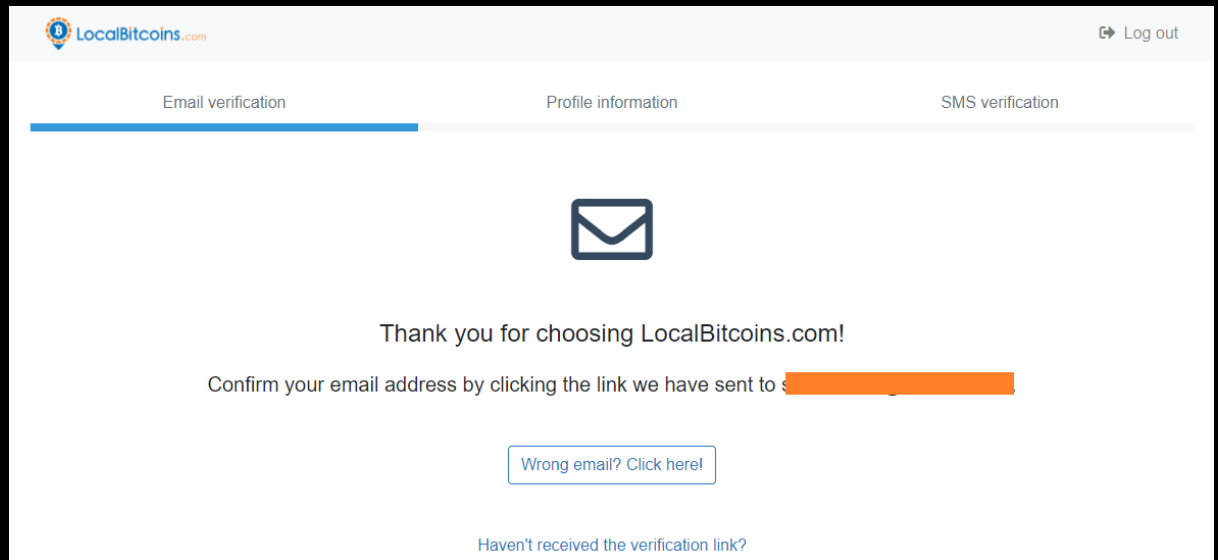 LocalBitcoins.com
Log out
Email verification
Profile information
SMS verification
Thank you for choosing LocalBitcoins.com!
Confirm your email address by clicking the link we have sent to
Wrong email? Click here!
Haven't received the verification link?